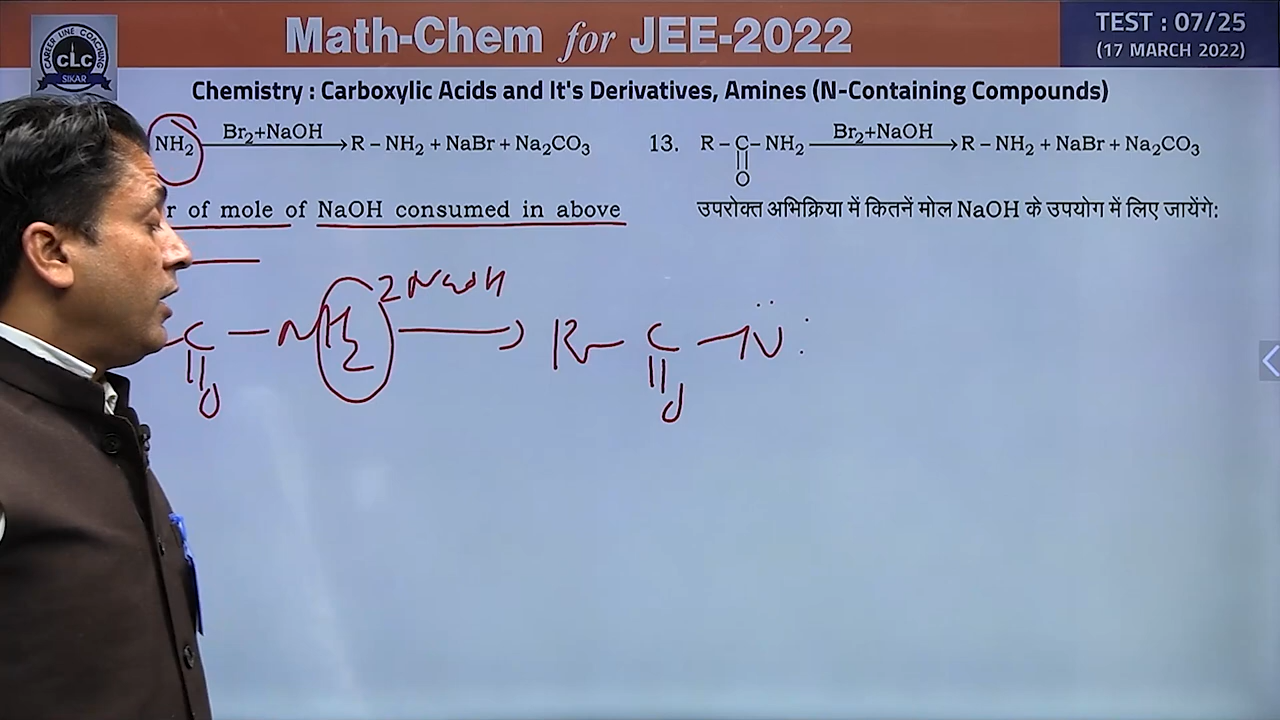 Math-Chem for JEE-2022
TEST : 07/25
(17 MARCH 2022)
CAREER LINE COACHING
CLC
SIKAR
Chemistry : Carboxylic Acids and It's Derivatives, Amines (N-Containing Compounds)
NH₂ Br₂+NaOH → R – NH₂ + NaBr + Na₂CO₃
r of mole of NaOH consumed in above
13. R – C – NH₂ Br₂+NaOH → R – NH₂ + NaBr + Na₂CO₃
O
उपरोक्त अभिक्रिया में कितनें मोल NaOH के उपयोग में लिए जायेंगे:
C – NH₂ 2NaOH → R – C – N
O O